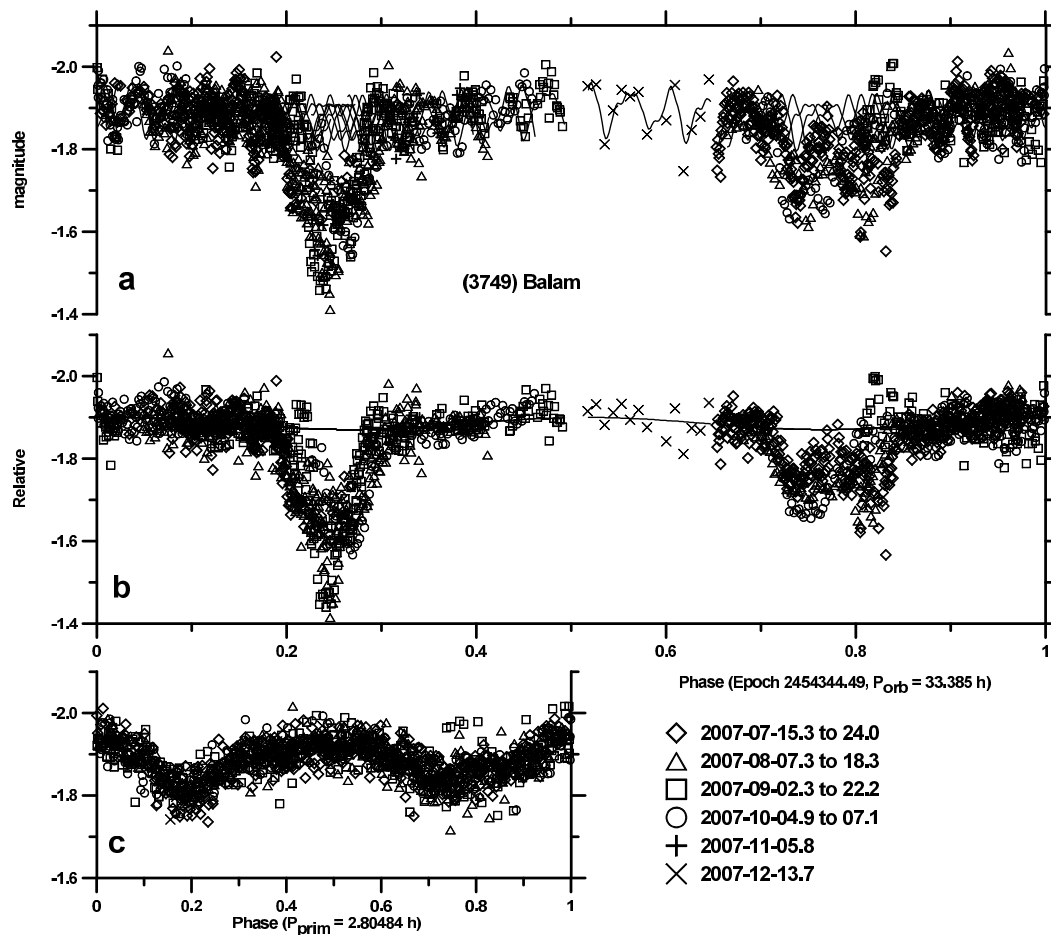 magnitude
-2.0
-1.8
-1.6
-1.4
a
(3749) Balam
Relative
-2.0
-1.8
-1.6
-1.4
b
0
0.2
0.4
0.6
0.8
1
Phase (Epoch 2454344.49, Porb = 33.385 h)
-2.0
-1.8
-1.6
c
0
0.2
0.4
0.6
0.8
1
Phase (Pprim = 2.80484 h)
2007-07-15.3 to 24.0
2007-08-07.3 to 18.3
2007-09-02.3 to 22.2
2007-10-04.9 to 07.1
2007-11-05.8
2007-12-13.7